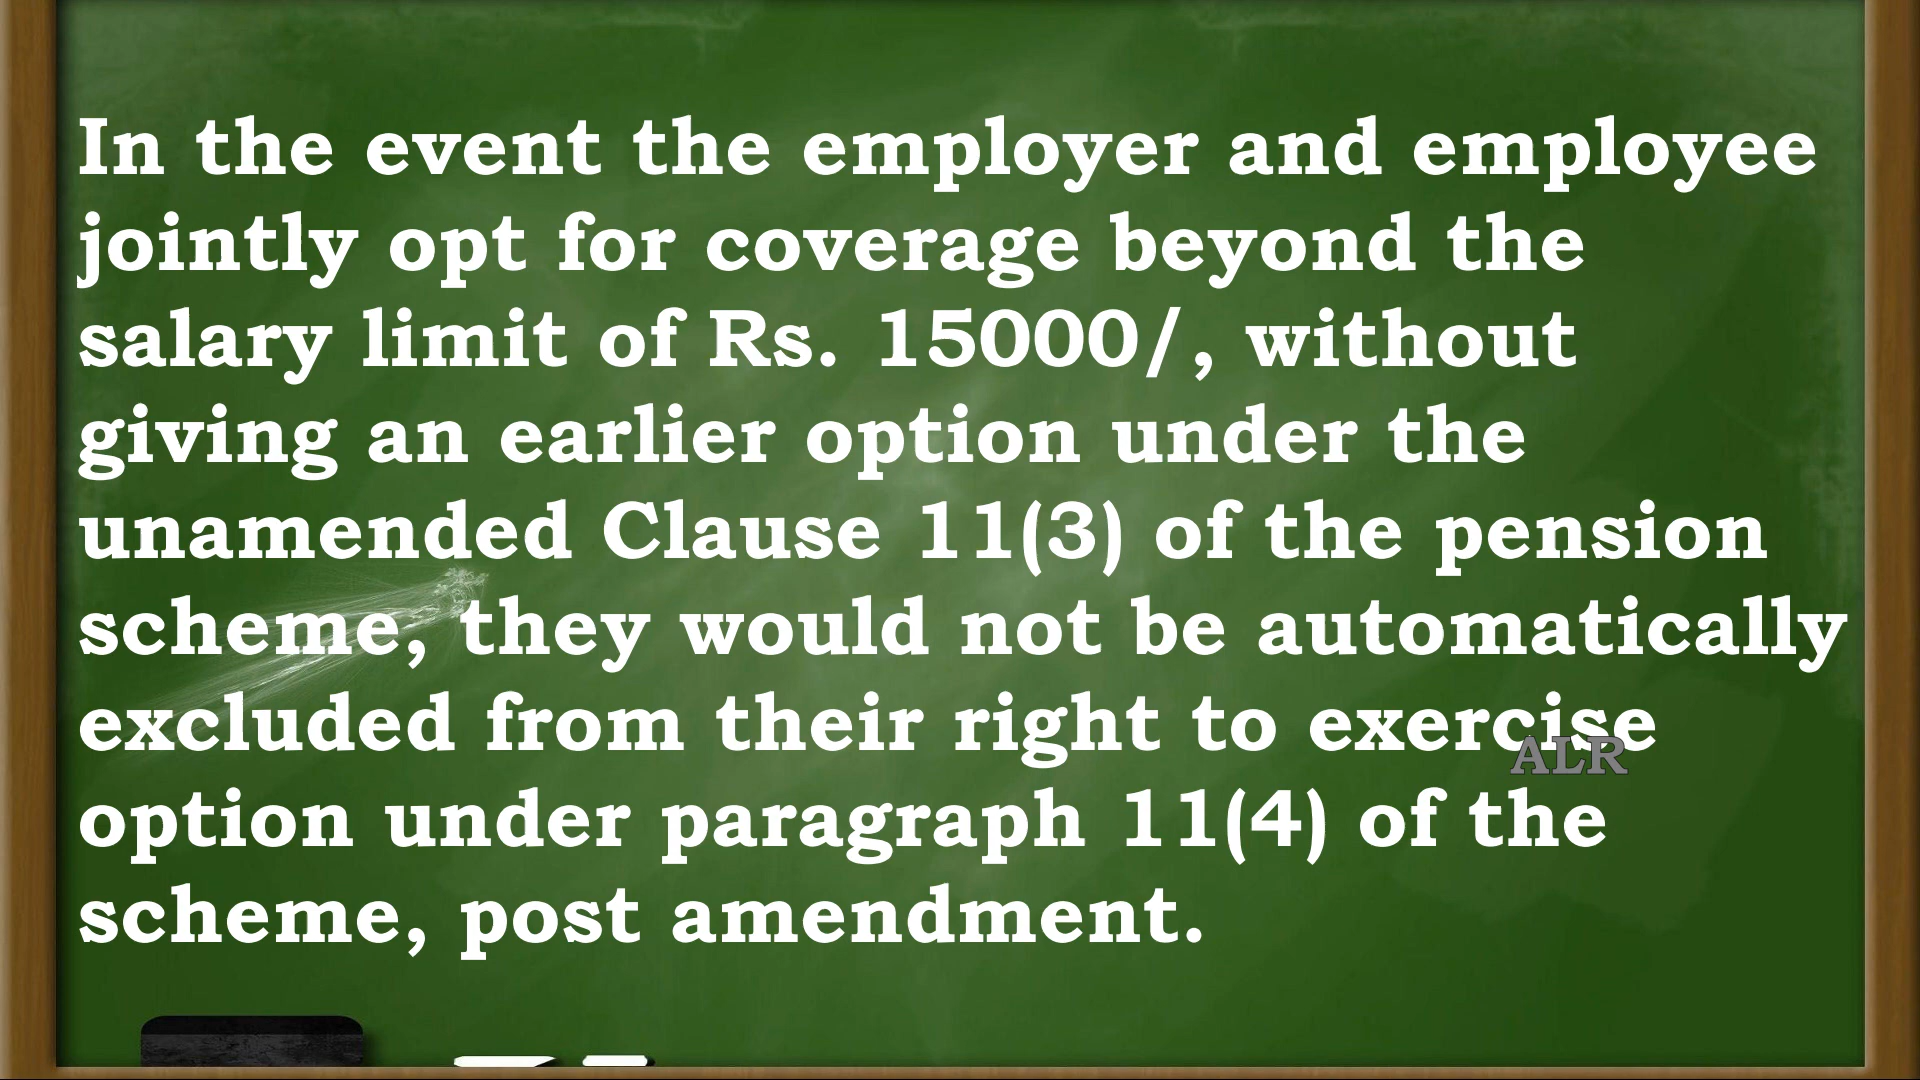 In the event the employer and employee
jointly opt for coverage beyond the
salary limit of Rs. 15000/, without
giving an earlier option under the
unamended Clause 11(3) of the pension
scheme, they would not be automatically
excluded from their right to exercise
ALR
option under paragraph 11(4) of the
scheme, post amendment.